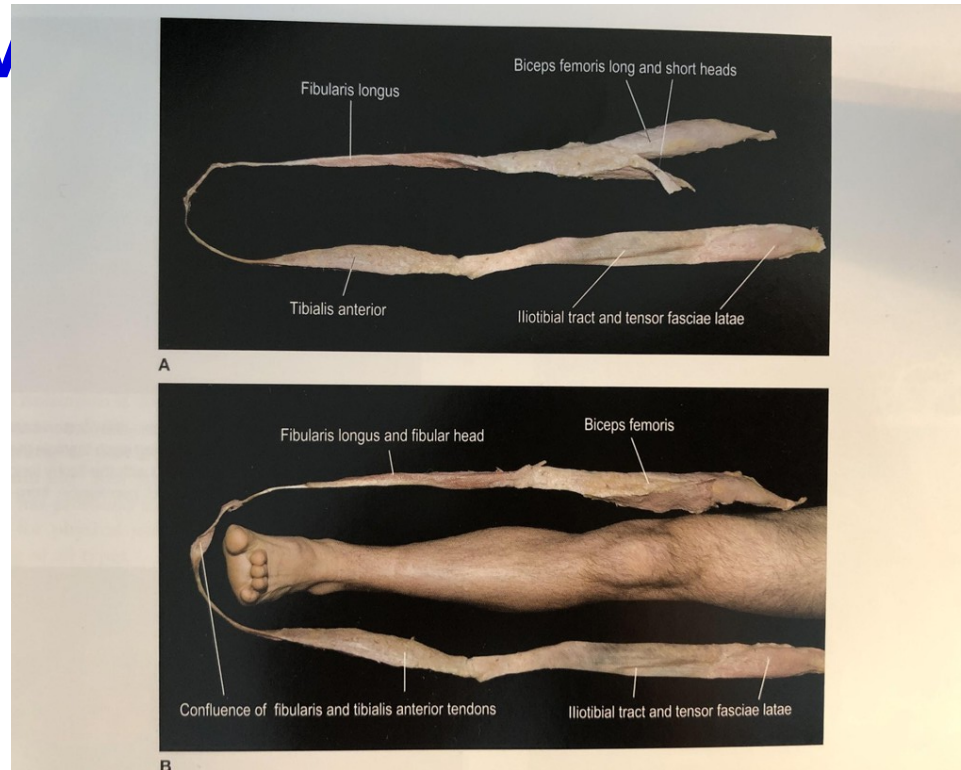 Biceps femoris long and short heads
Fibularis longus
Tibialis anterior
Iliotibial tract and tensor fasciae latae
A
Fibularis longus and fibular head
Biceps femoris
Confluence of fibularis and tibialis anterior tendons
Iliotibial tract and tensor fasciae latae
B